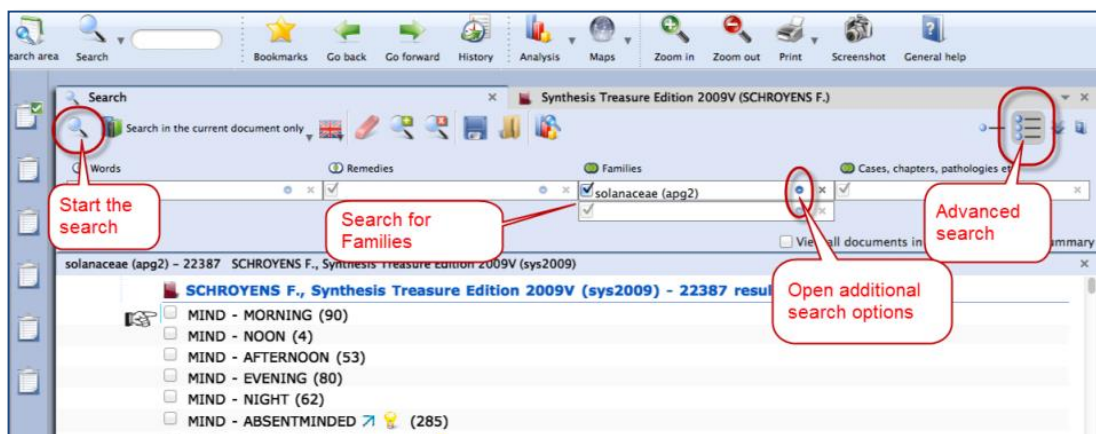 earch area Search Bookmarks Go back Go forward History Analysis Maps Zoom in Zoom out Print Screenshot General help
Search Synthesis Treasure Edition 2009V (SCHROYENS F.)
Search in the current document only
Words Remedies Families Cases, chapters, pathologies et
solanaceae (apg2)
Start the
search
Search for
Families
Advanced
search
View all documents in ummary
solanaceae (apg2) - 22387 SCHROYENS F., Synthesis Treasure Edition 2009V (sys2009)
SCHROYENS F., Synthesis Treasure Edition 2009V (sys2009) - 22387 resul
Open additional
search options
MIND - MORNING (90)
MIND - NOON (4)
MIND - AFTERNOON (53)
MIND - EVENING (80)
MIND - NIGHT (62)
MIND - ABSENTMINDED (285)